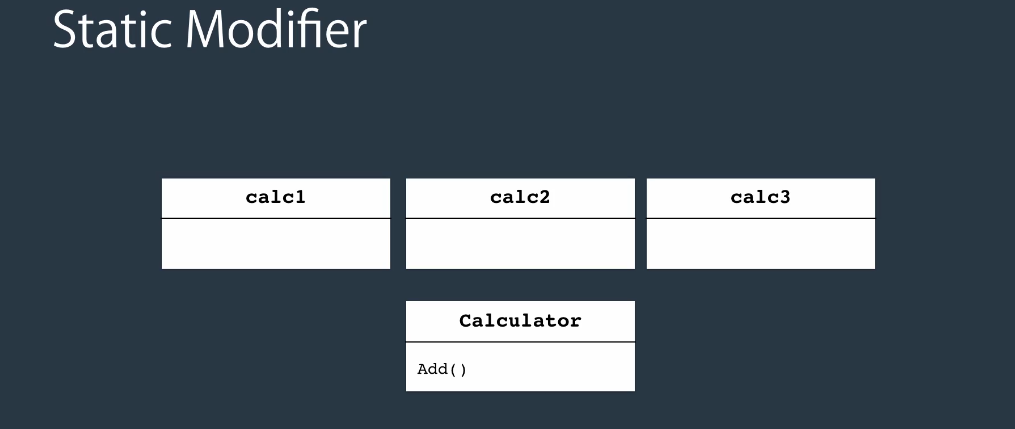 Static Modifier
calc1
calc2
calc3
Calculator
Add()